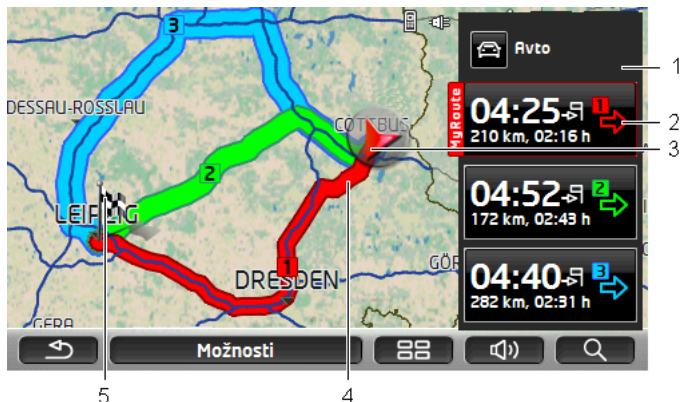 3
DESSAU-ROSSLAU
COTTBUS
2
LEIPZIG
1
DRESDEN
GÖR
GERA
Avto
MyRoute
04:25
1
210 km, 02:16 h
04:52
2
172 km, 02:43 h
04:40
3
282 km, 02:31 h
Možnosti
1
2
3
4
5